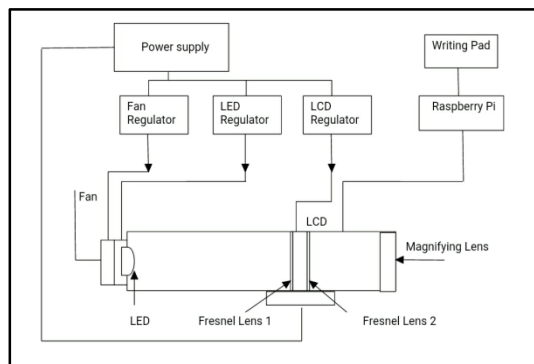 Power supply
Writing Pad
Fan
Regulator
LED
Regulator
LCD
Regulator
Raspberry Pi
Fan
LCD
Magnifying Lens
LED
Fresnel Lens 1
Fresnel Lens 2